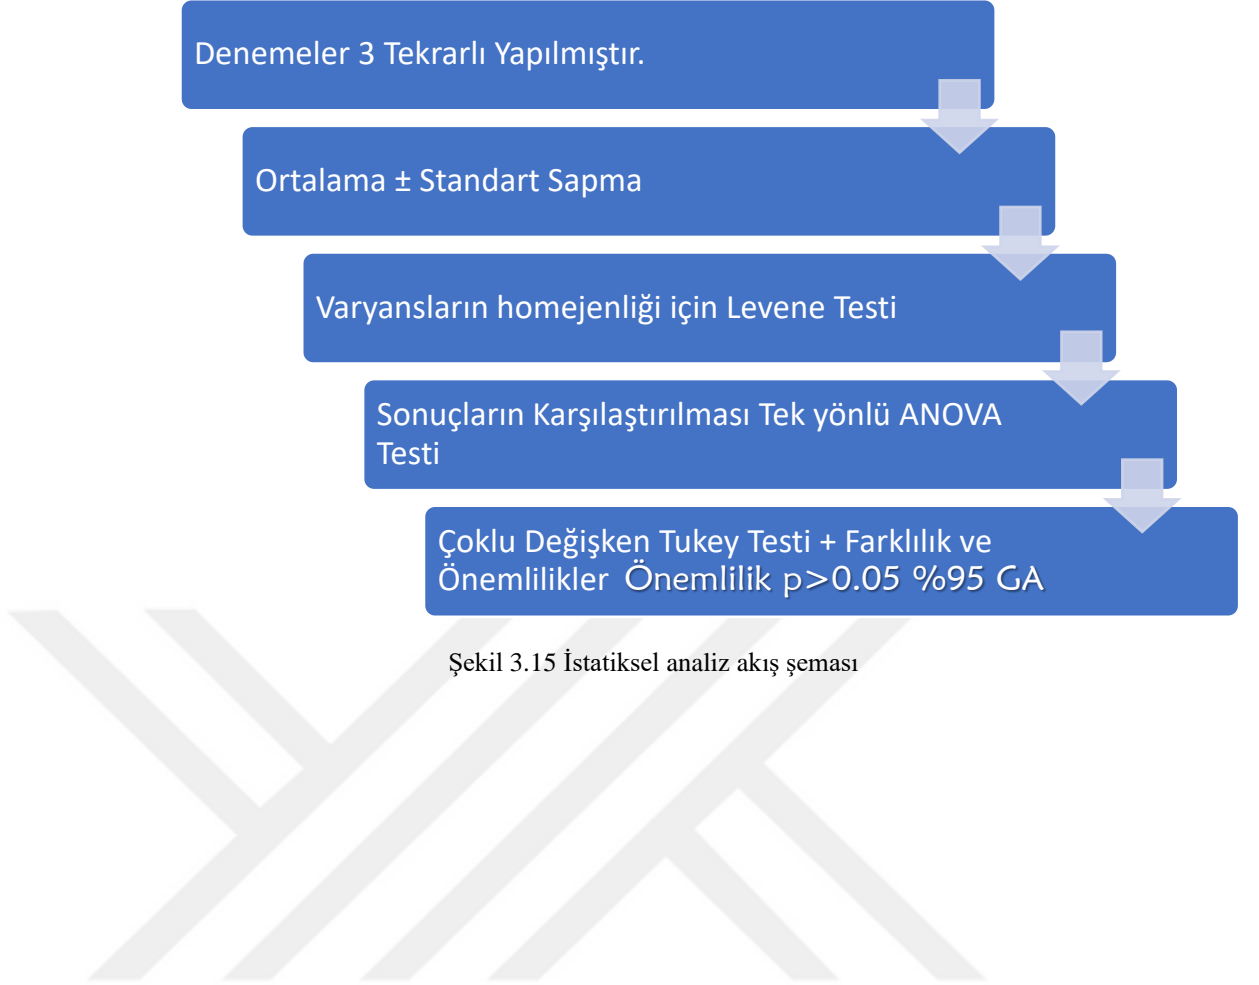 Denemeler 3 Tekrarlı Yapılmıştır.
Ortalama ± Standart Sapma
Varyansların homejenliği için Levene Testi
Sonuçların Karşılaştırılması Tek yönlü ANOVA
Testi
Çoklu Değişken Tukey Testi + Farklılık ve
Önemlilikler Önemlilik p>0.05 %95 GA
Şekil 3.15 İstatiksel analiz akış şeması